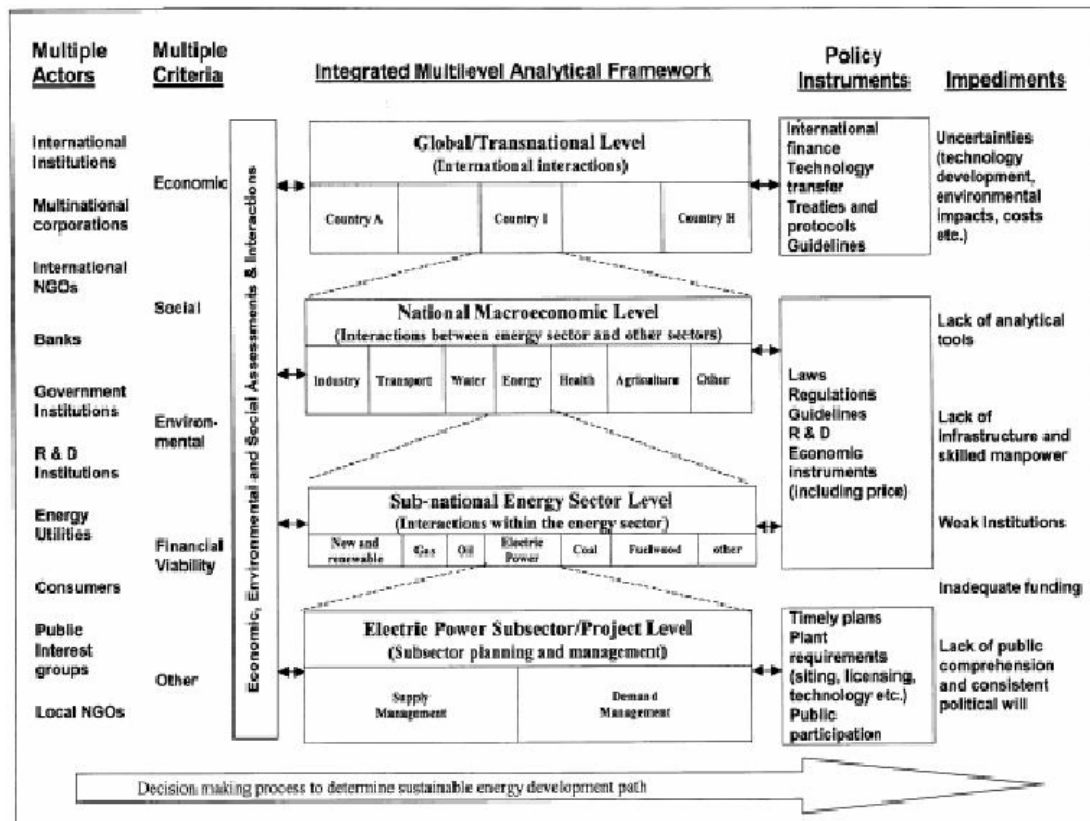 Multiple
Actors
International
Institutions
Multinational
corporations
International
NGOs
Banks
Government
Institutions
R & D
Institutions
Energy
Utilities
Consumers
Public
Interest
groups
Local NGOs
Multiple
Criteria
Economic
Social
Environ-
mental
Financial
Viability
Other
Economic, Environmental and Social Assessments & Interactions
Integrated Multilevel Analytical Framework
Global/Transnational Level
(International interactions)
Country A
Country I
Country H
National Macroeconomic Level
(Interactions between energy sector and other sectors)
Industry
Transport
Water
Energy
Health
Agriculture
Other
Sub-national Energy Sector Level
(Interactions within the energy sector)
New and
renewable
Gas
Oil
Electric
Power
Coal
Fuelwood
other
Electric Power Subsector/Project Level
(Subsector planning and management)
Supply
Management
Demand
Management
Policy
Instruments
International
finance
Technology
transfer
Treaties and
protocols
Guidelines
Laws
Regulations
Guidelines
R & D
Economic
instruments
(including price)
Timely plans
Plant
requirements
(siting, licensing,
technology etc.)
Public
participation
Impediments
Uncertainties
(technology
development,
environmental
impacts, costs
etc.)
Lack of analytical
tools
Lack of
Infrastructure and
skilled manpower
Weak Institutions
Inadequate funding
Lack of public
comprehension
and consistent
political will
Decision making process to determine sustainable energy development path